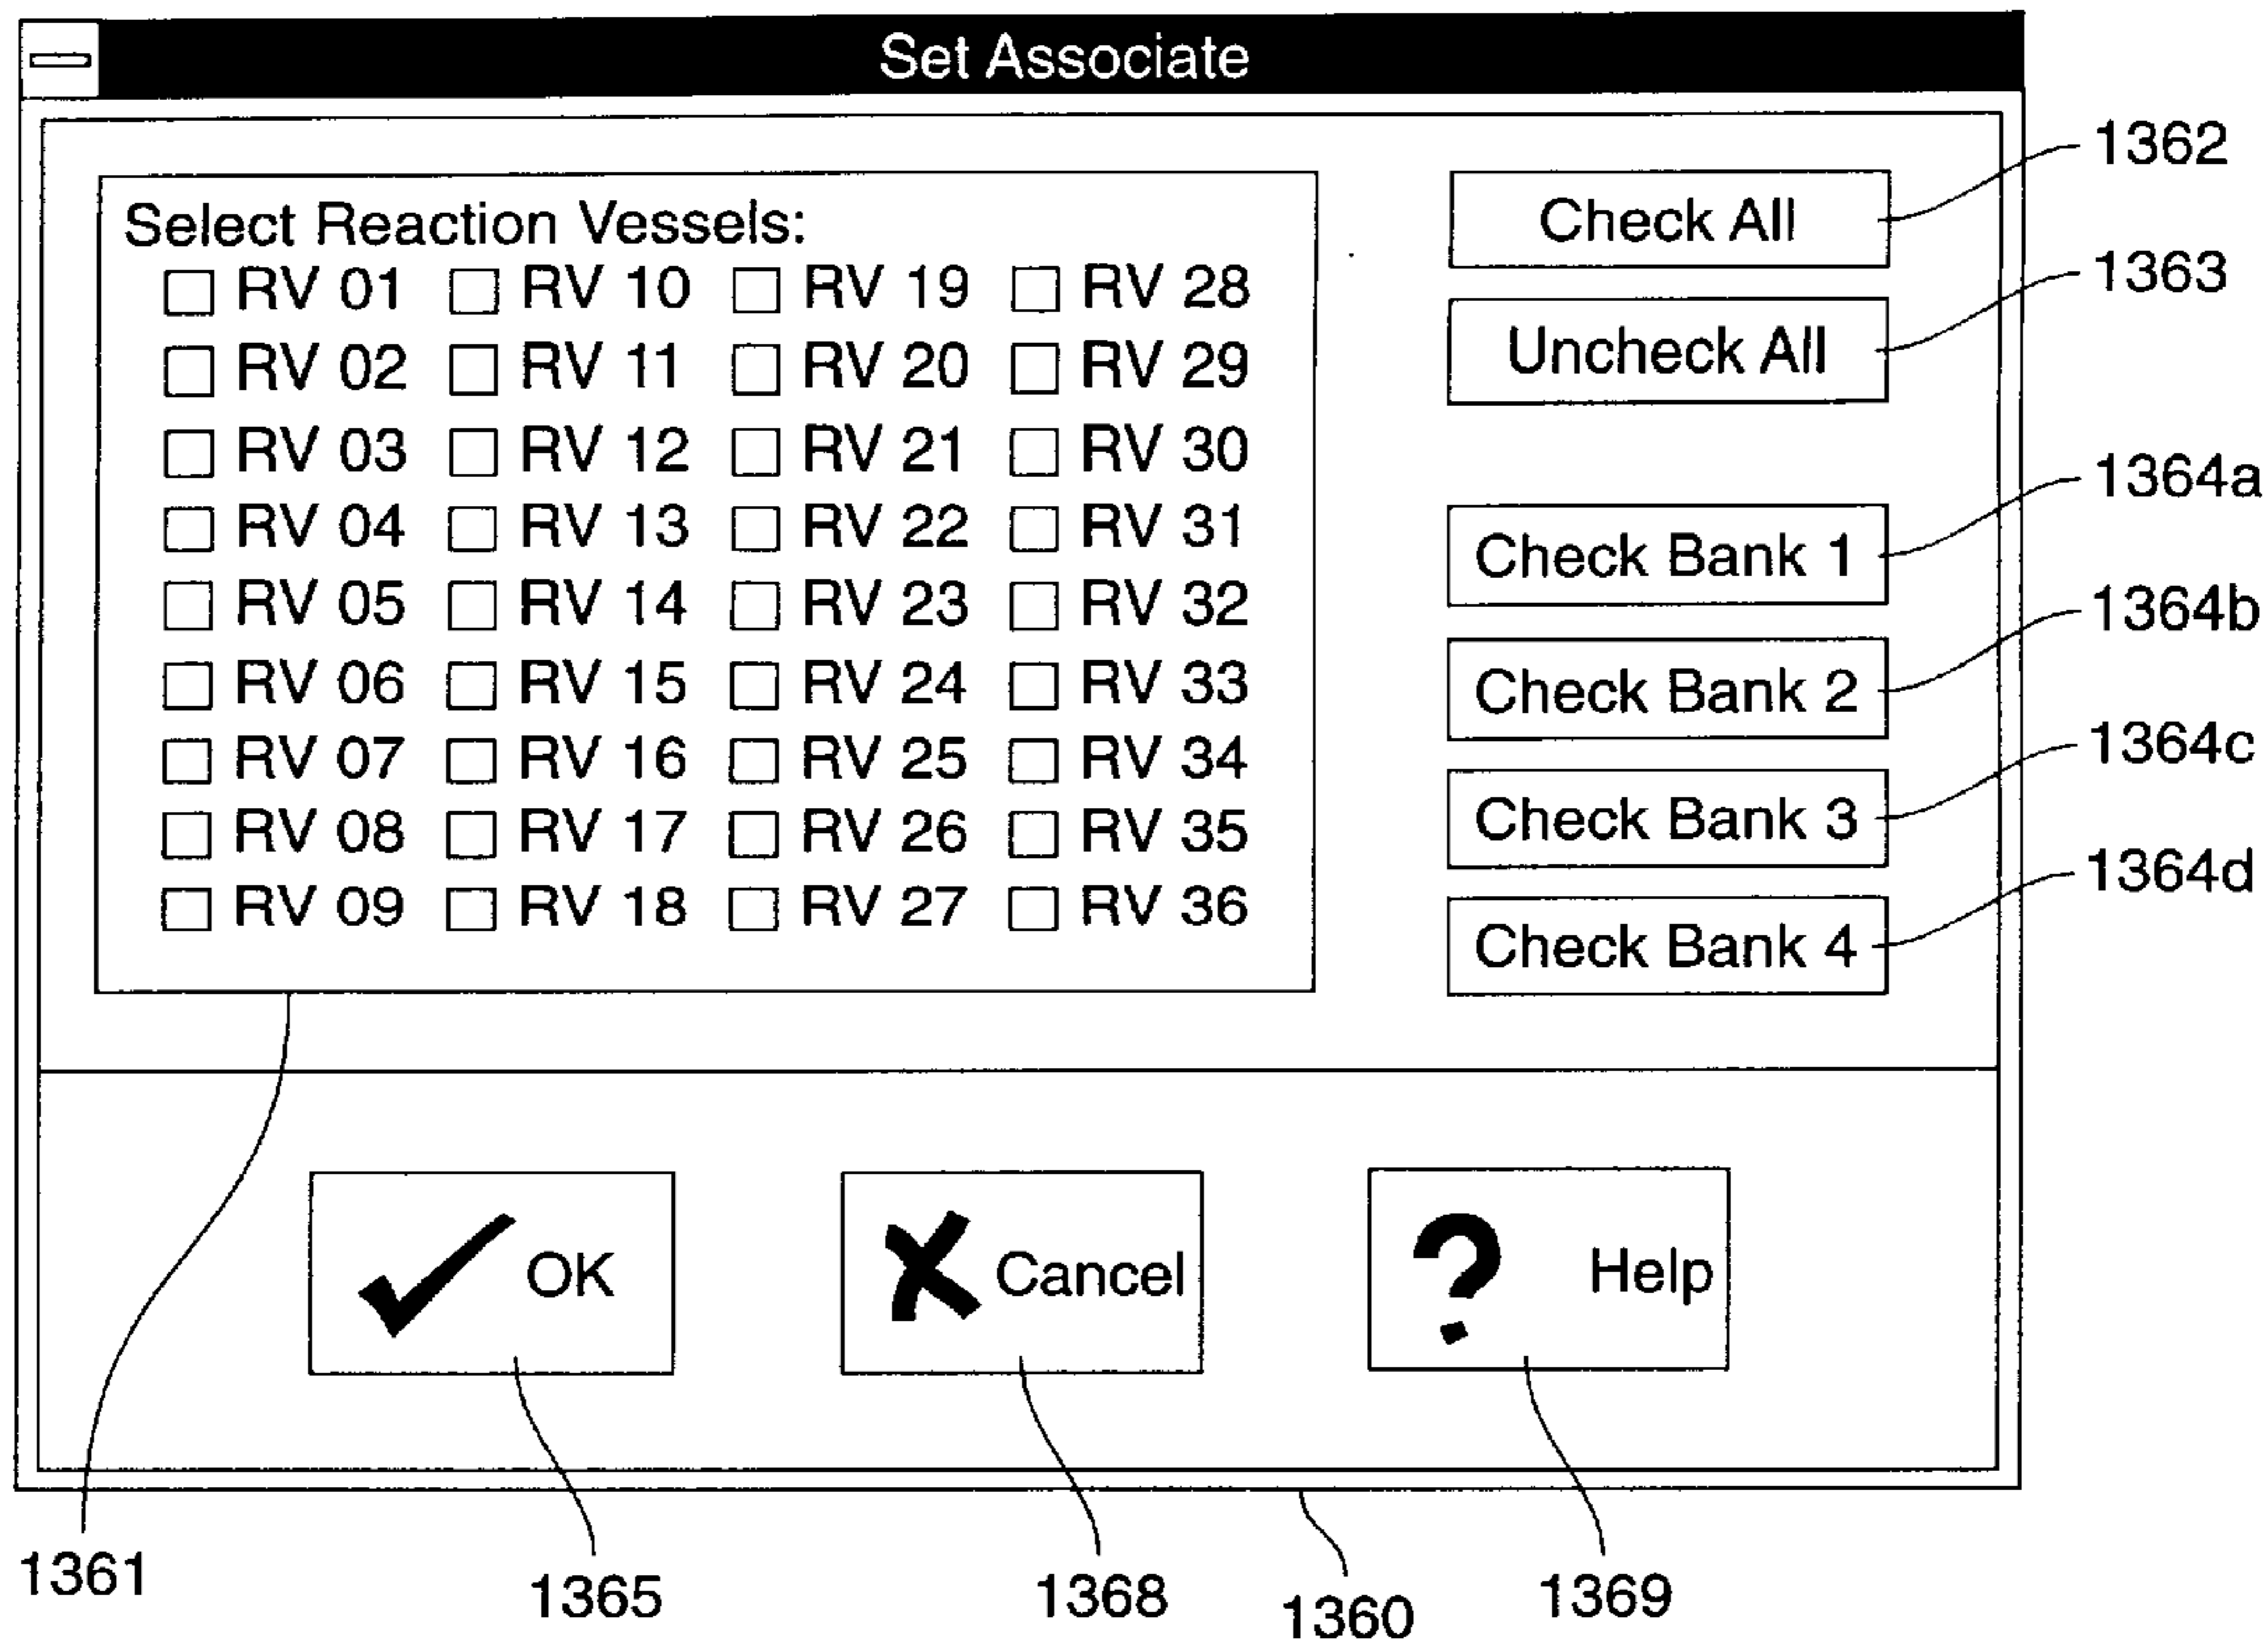 Set Associate
Select Reaction Vessels:
RV 01 RV 10 RV 19 RV 28
RV 02 RV 11 RV 20 RV 29
RV 03 RV 12 RV 21 RV 30
RV 04 RV 13 RV 22 RV 31
RV 05 RV 14 RV 23 RV 32
RV 06 RV 15 RV 24 RV 33
RV 07 RV 16 RV 25 RV 34
RV 08 RV 17 RV 26 RV 35
RV 09 RV 18 RV 27 RV 36
Check All
Uncheck All
Check Bank 1
Check Bank 2
Check Bank 3
Check Bank 4
1362
1363
1364a
1364b
1364c
1364d
OK
Cancel
Help
1361
1365
1368
1360
1369